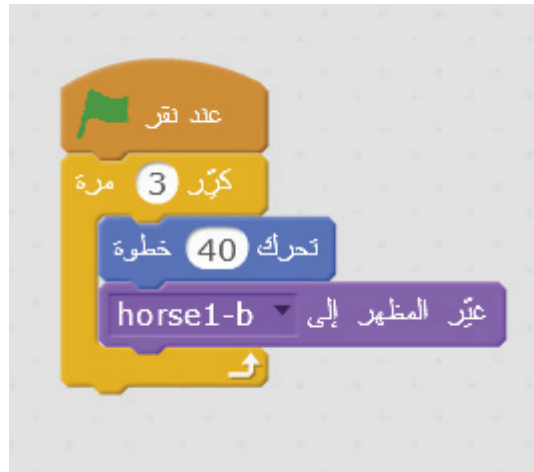 عند نقر
كرِّر 3 مرة
تحرك 40 خطوة
غيِّر المظهر إلى horse1-b